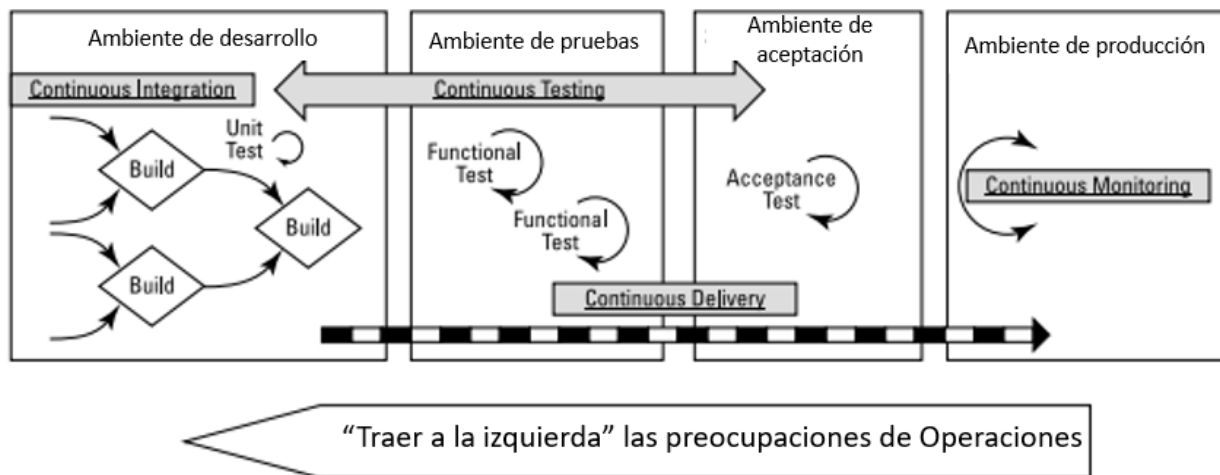 Ambiente de desarrollo
Continuous Integration
Unit
Test
Build
Build
Build
Ambiente de pruebas
Continuous Testing
Functional
Test
Functional
Test
Continuous Delivery
Ambiente de
aceptación
Acceptance
Test
Ambiente de producción
Continuous Monitoring
“Traer a la izquierda” las preocupaciones de Operaciones